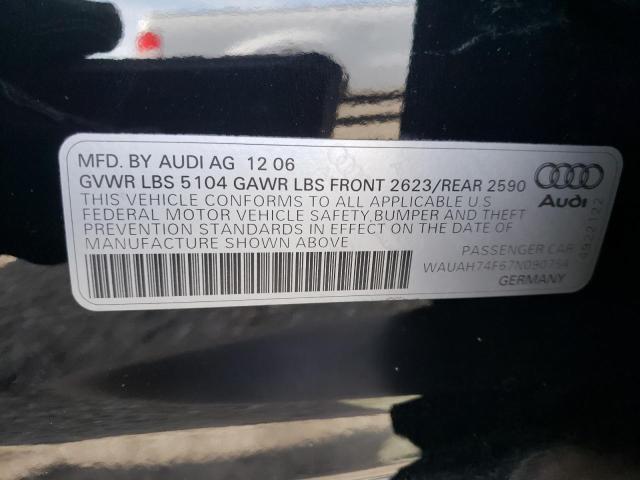 MFD. BY AUDI AG 12 06
GVWR LBS 5104 GAWR LBS FRONT 2623/REAR 2590
THIS VEHICLE CONFORMS TO ALL APPLICABLE U.S
FEDERAL MOTOR VEHICLE SAFETY,BUMPER AND THEFT
PREVENTION STANDARDS IN EFFECT ON THE DATE OF
MANUFACTURE SHOWN ABOVE
Audi
4922122
PASSENGER CAR
WAUAH74F67N090754
GERMANY